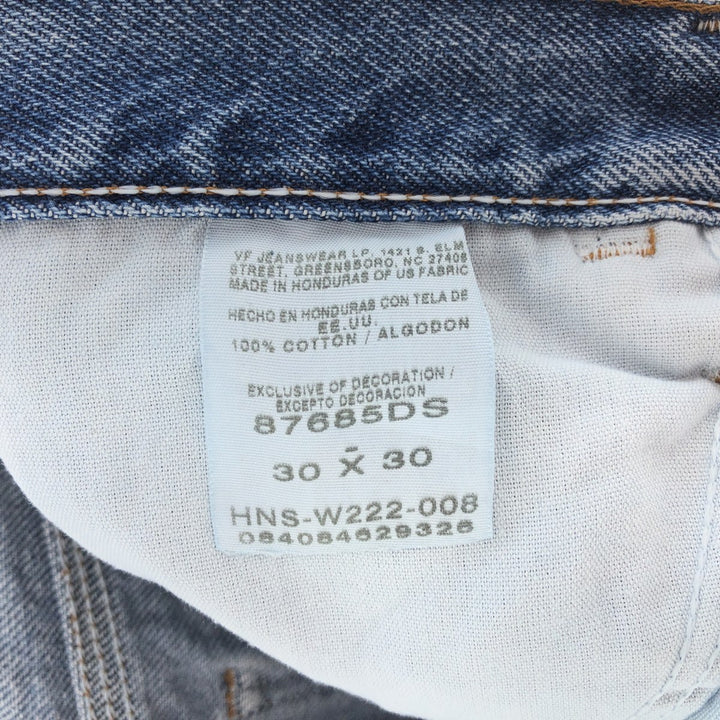 VF JEANSWEAR LP. 1421 S. ELM
STREET, GREENSBORO, NC 27408
MADE IN HONDURAS OF US FABRIC
HECHO EN HONDURAS CON TELA DE
EE.UU.
100% COTTON / ALGODON
EXCLUSIVE OF DECORATION /
EXCEPTO DECORACION
87685DS
30 X 30
HNS-W222-008
084084629326